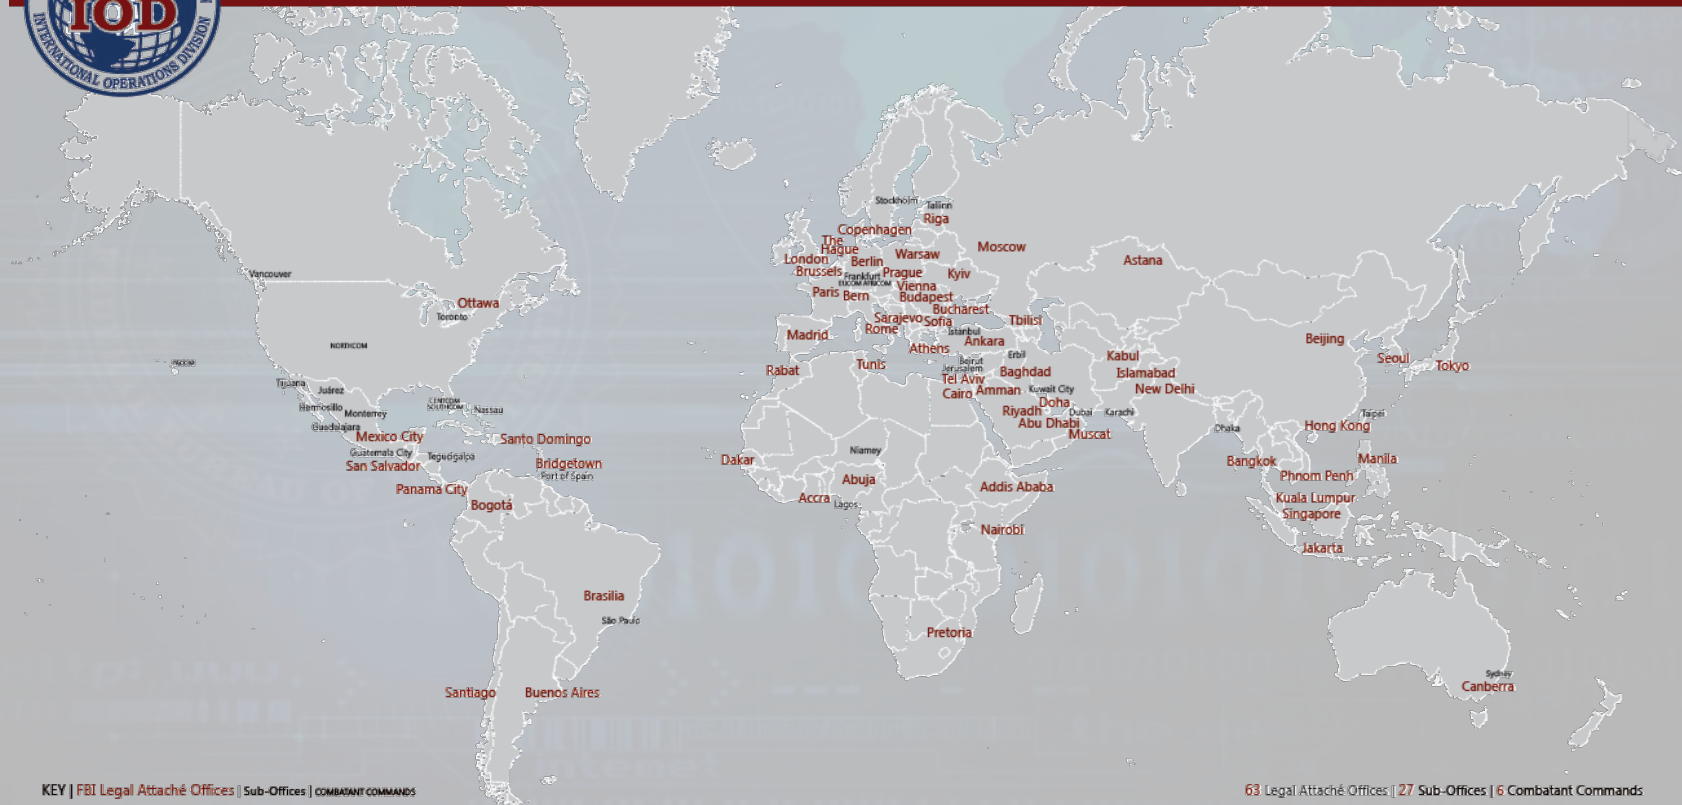 IOD
INTERNATIONAL OPERATIONS DIVISION
Stockholm
Tallinn
Riga
Copenhagen
The
Hague
Moscow
London
Berlin
Warsaw
Astana
Brussels
Frankfurt
Prague
Kyiv
Vancouver
EUCOM AFRICOM
Vienna
Paris
Bern
Budapest
Ottawa
Bucharest
Toronto
Sarajevo
Sofia
Tbilisi
Rome
Istanbul
Madrid
Ankara
Beijing
NORTHCOM
Athens
Erbil
Kabul
Seoul
Tokyo
PACOM
Rabat
Tunis
Beirut
Jerusalem
Baghdad
Islamabad
Tijuana
Juárez
Tel Aviv
Cairo
Amman
Kuwait City
New Delhi
Hermosillo
Monterrey
CENTCOM
SOUTHCOM
Nassau
Doha
Riyadh
Dubai
Karachi
Taipei
Guadalajara
Abu Dhabi
Dhaka
Hong Kong
Mexico City
Santo Domingo
Muscat
Guatemala City
Tegucigalpa
Niamey
San Salvador
Bridgetown
Dakar
Bangkok
Manila
Port of Spain
Abuja
Phnom Penh
Panama City
Addis Ababa
Bogotá
Accra
Lagos
Kuala Lumpur
Singapore
Nairobi
Jakarta
Brasilia
São Paulo
Pretoria
Sydney
Santiago
Buenos Aires
Canberra
KEY | FBI Legal Attaché Offices | Sub-Offices | COMBATANT COMMANDS
63 Legal Attaché Offices | 27 Sub-Offices | 6 Combatant Commands